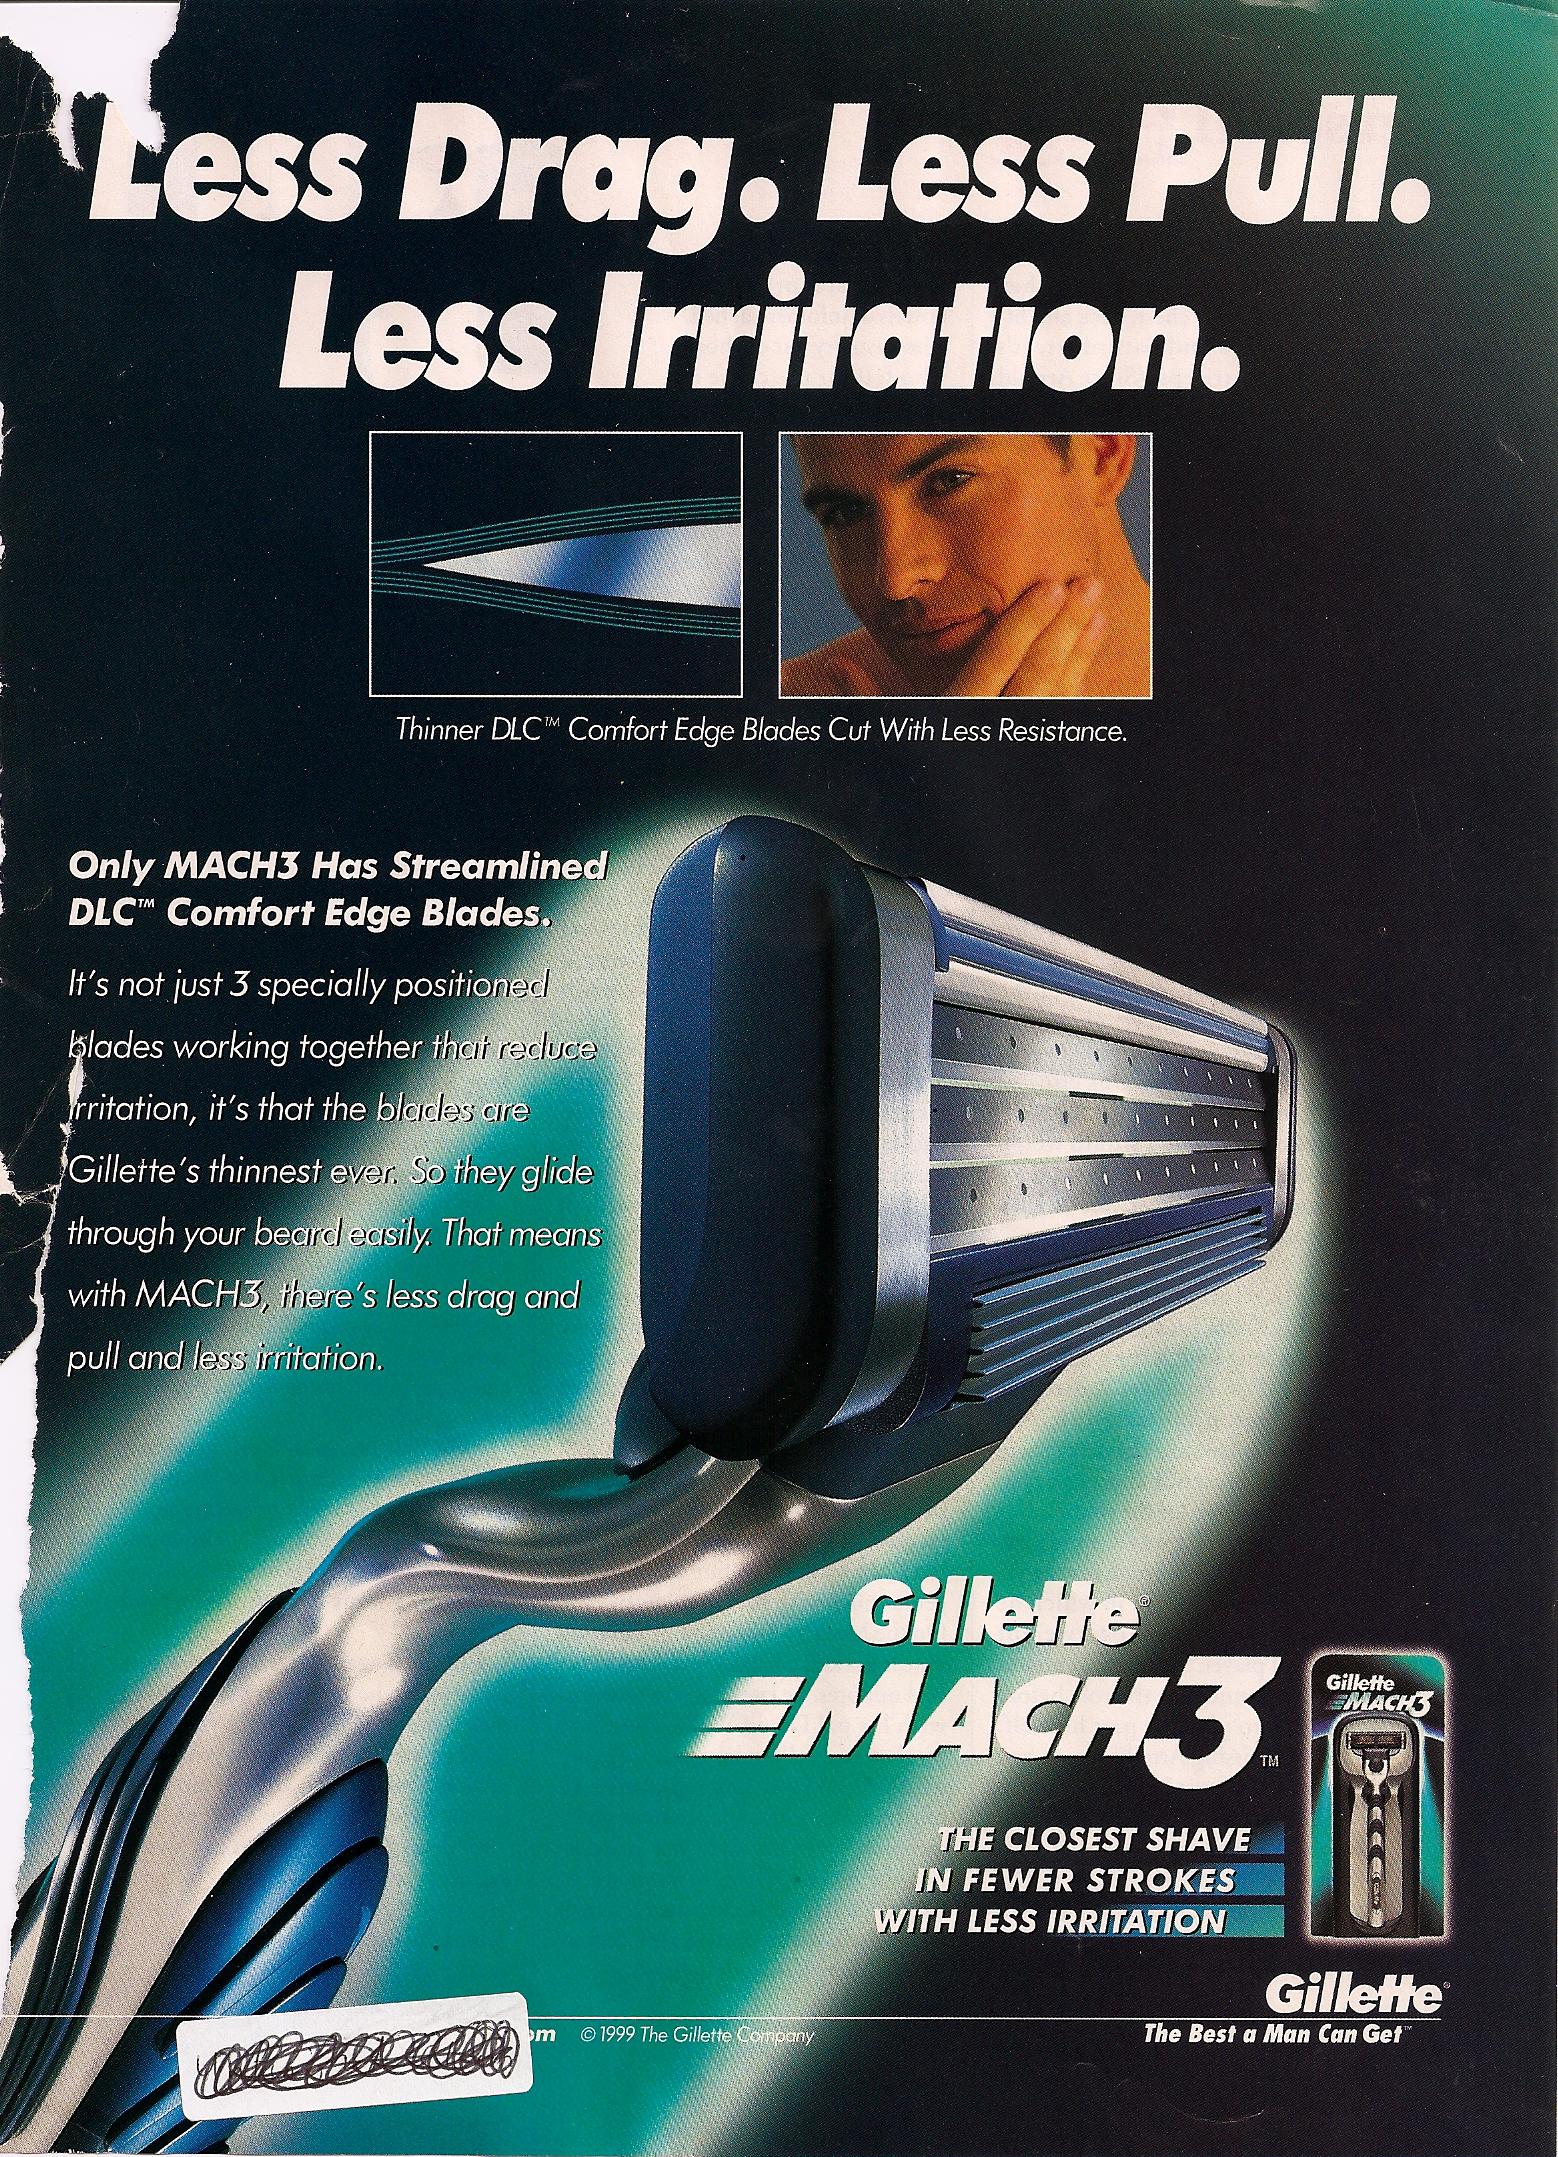 Less Drag. Less Pull.
Less Irritation.
Thinner DLC™ Comfort Edge Blades Cut With Less Resistance.
Only MACH3 Has Streamlined
DLC™ Comfort Edge Blades.
It's not just 3 specially positioned
blades working together that reduce
irritation, it's that the blades are
Gillette's thinnest ever. So they glide
through your beard easily. That means
with MACH3, there's less drag and
pull and less irritation.
Gillette®
MACH3™
Gillette
MACH3
THE CLOSEST SHAVE
IN FEWER STROKES
WITH LESS IRRITATION
Gillette®
om © 1999 The Gillette Company
The Best a Man Can Get™